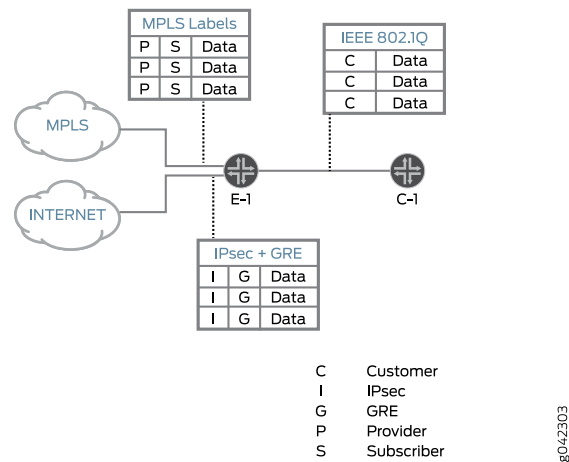 MPLS Labels
P S Data
P S Data
P S Data
IEEE 802.1Q
C Data
C Data
C Data
MPLS
INTERNET
E-1
C-1
IPsec + GRE
I G Data
I G Data
I G Data
C Customer
I IPsec
G GRE
P Provider
S Subscriber
g042303